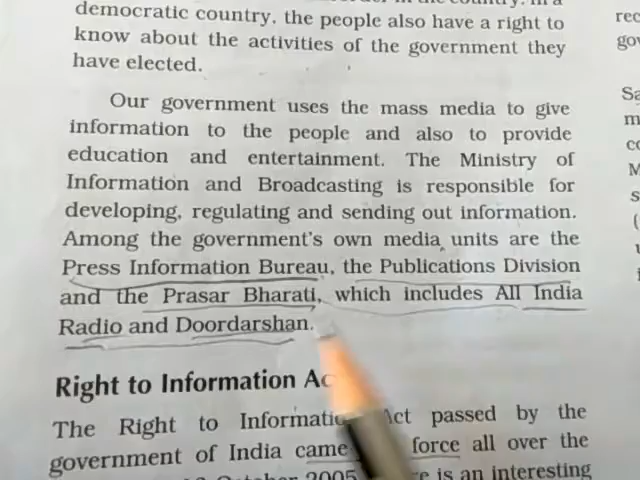 democratic country, the people also have a right to
know about the activities of the government they
have elected.
Our government uses the mass media to give
information to the people and also to provide
education and entertainment. The Ministry of
Information and Broadcasting is responsible for
developing, regulating and sending out information.
Among the government's own media units are the
Press Information Bureau, the Publications Division
and the Prasar Bharati, which includes All India
Radio and Doordarshan.
Right to Information
The Right to Information Act passed by the
government of India came force all over the
October 2005 is an interesting